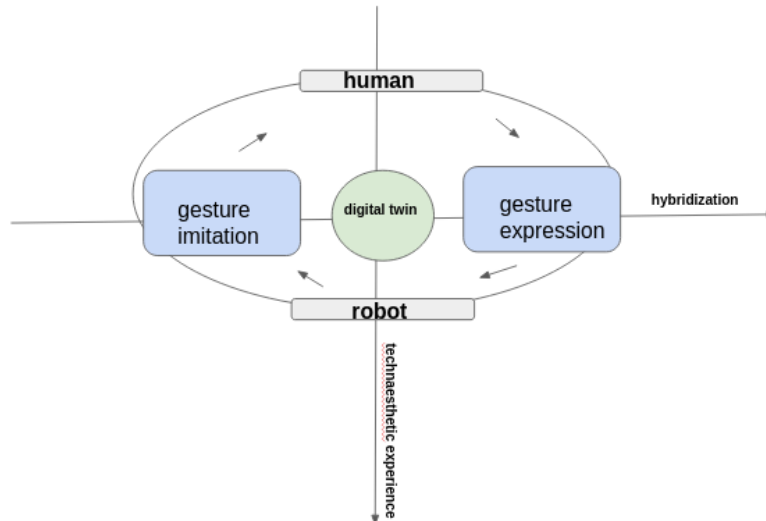 human
gesture
imitation
digital twin
gesture
expression
hybridization
robot
technaesthetic experience